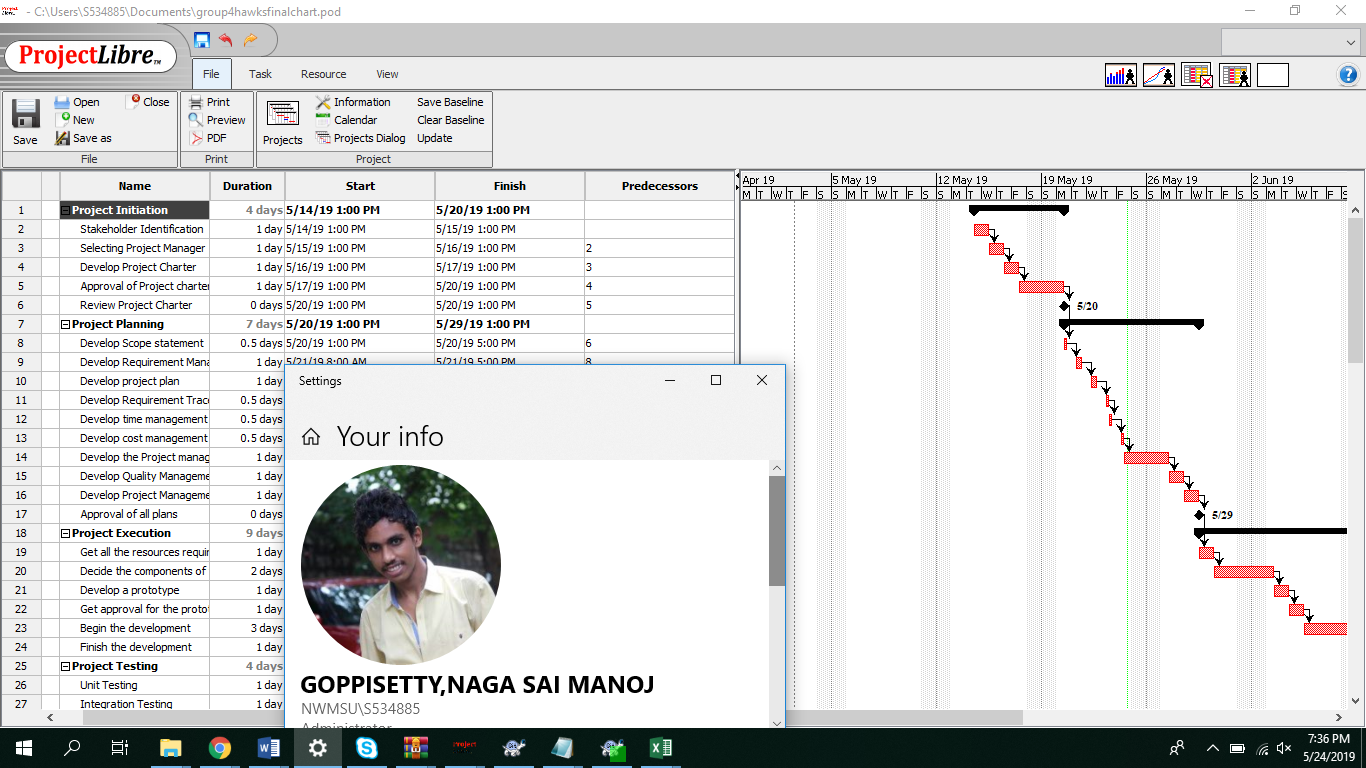 - C:\Users\S534885\Documents\group4hawksfinalchart.pod
ProjectLibre™
File Task Resource View
Save Open New Save as Close
File
Print Preview PDF
Print
Projects Information Calendar Projects Dialog Save Baseline Clear Baseline Update
Project
Name Duration Start Finish Predecessors
Apr 19 5 May 19 12 May 19 19 May 19 26 May 19 2 Jun 19
M T W T F S S M T W T F S S M T W T F S S M T W T F S S M T W T F S S M T W T F S
1 Project Initiation 4 days 5/14/19 1:00 PM 5/20/19 1:00 PM
2 Stakeholder Identification 1 day 5/14/19 1:00 PM 5/15/19 1:00 PM
3 Selecting Project Manager 1 day 5/15/19 1:00 PM 5/16/19 1:00 PM 2
4 Develop Project Charter 1 day 5/16/19 1:00 PM 5/17/19 1:00 PM 3
5 Approval of Project charter 1 day 5/17/19 1:00 PM 5/20/19 1:00 PM 4
6 Review Project Charter 0 days 5/20/19 1:00 PM 5/20/19 1:00 PM 5 5/20
7 Project Planning 7 days 5/20/19 1:00 PM 5/29/19 1:00 PM
8 Develop Scope statement 0.5 days 5/20/19 1:00 PM 5/20/19 5:00 PM 6
9 Develop Requirement Mana 1 day 5/21/19 8:00 AM 5/21/19 5:00 PM 8
10 Develop project plan 1 day
11 Develop Requirement Trac 0.5 days
12 Develop time management 0.5 days
13 Develop cost management 0.5 days
14 Develop the Project manag 1 day
15 Develop Quality Manageme 1 day
16 Develop Project Manageme 1 day
17 Approval of all plans 0 days 5/29
18 Project Execution 9 days
19 Get all the resources requir 1 day
20 Decide the components of 2 days
21 Develop a prototype 1 day
22 Get approval for the proto 1 day
23 Begin the development 3 days
24 Finish the development 1 day
25 Project Testing 4 days
26 Unit Testing 1 day
27 Integration Testing 1 day
Settings
Your info
GOPPISETTY,NAGA SAI MANOJ
NWMSU\S534885
Administrator
7:36 PM
5/24/2019